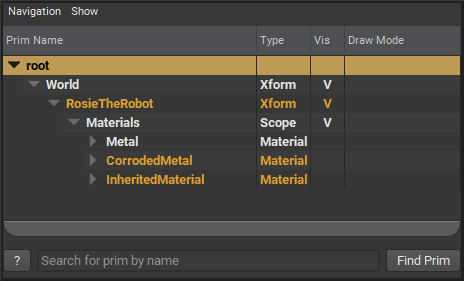 Navigation Show
Prim Name Type Vis Draw Mode
root
World Xform V
RosieTheRobot Xform V
Materials Scope V
Metal Material
CorrodedMetal Material
InheritedMaterial Material
? Search for prim by name Find Prim